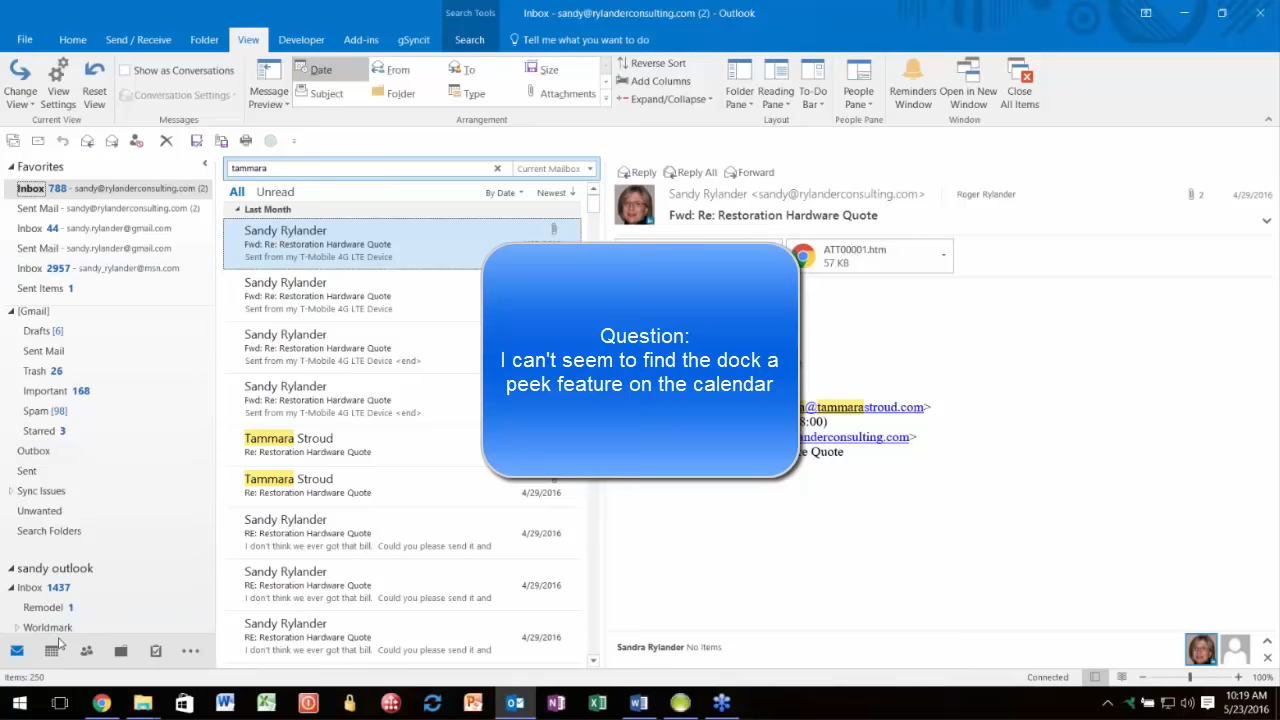 Search Tools
Inbox - sandy@rylanderconsulting.com (2) - Outlook
File Home Send / Receive Folder View Developer Add-ins gSyncit Search Tell me what you want to do
Change View
View Settings
Reset View
Current View
Show as Conversations
Conversation Settings
Messages
Message Preview
Date From To Size
Subject Folder Type Attachments
Arrangement
Reverse Sort
Add Columns
Expand/Collapse
Folder Pane
Reading Pane
To-Do Bar
Layout
People Pane
People Pane
Reminders Window
Open in New Window
Close All Items
Window
Favorites
Inbox 788 - sandy@rylanderconsulting.com (2)
Sent Mail - sandy@rylanderconsulting.com (2)
Inbox 44 - sandy_rylander@gmail.com
Sent Mail - sandy_rylander@gmail.com
Inbox 2957 - sandy_rylander@msn.com
Sent Items 1
[Gmail]
Drafts [6]
Sent Mail
Trash 26
Important 168
Spam [98]
Starred 3
Outbox
Sent
Sync Issues
Unwanted
Search Folders
sandy outlook
Inbox 1437
Remodel 1
Worldmark
tammara
Current Mailbox
All Unread
By Date Newest
Last Month
Sandy Rylander
Fwd: Re: Restoration Hardware Quote
Sent from my T-Mobile 4G LTE Device
Sandy Rylander
Fwd: Re: Restoration Hardware Quote
Sent from my T-Mobile 4G LTE Device
Sandy Rylander
Fwd: Re: Restoration Hardware Quote
Sent from my T-Mobile 4G LTE Device <end>
Sandy Rylander
Fwd: Re: Restoration Hardware Quote
Sent from my T-Mobile 4G LTE Device <end>
Tammara Stroud
Re: Restoration Hardware Quote
Tammara Stroud
Re: Restoration Hardware Quote 4/29/2016
Sandy Rylander
RE: Restoration Hardware Quote 4/29/2016
I don't think we ever got that bill. Could you please send it and
Sandy Rylander
RE: Restoration Hardware Quote 4/29/2016
I don't think we ever got that bill. Could you please send it and
Sandy Rylander
RE: Restoration Hardware Quote 4/29/2016
I don't think we ever got that bill. Could you please send it and
Reply Reply All Forward
Sandy Rylander <sandy@rylanderconsulting.com> Roger Rylander 2 4/29/2016
Fwd: Re: Restoration Hardware Quote
ATT00001.htm
57 KB
Question:
I can't seem to find the dock a
peek feature on the calendar
@tammarastroud.com>
8:00)
anderconsulting.com>
e Quote
Sandra Rylander No Items
Items: 250
Connected
100%
10:19 AM
5/23/2016